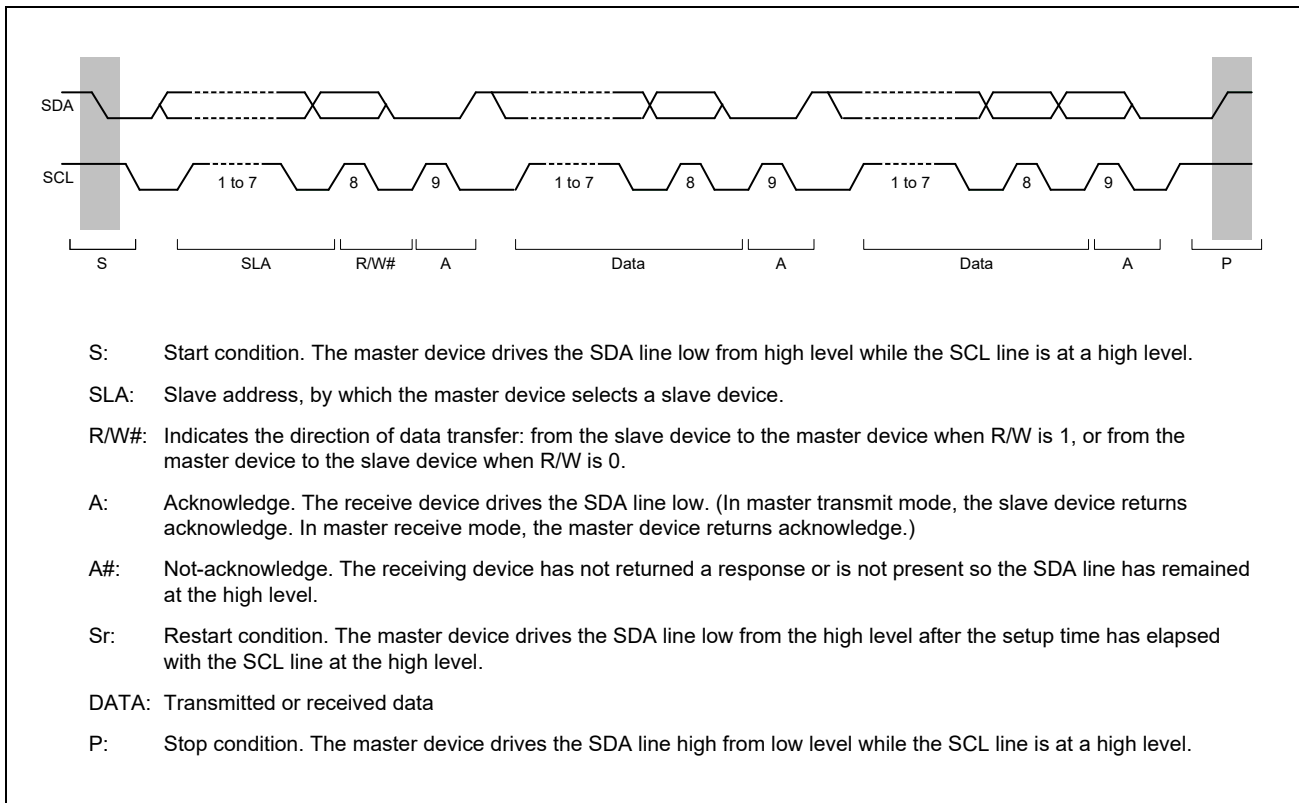 SDA
SCL
1 to 7 8 9 1 to 7 8 9 1 to 7 8 9
S SLA R/W# A Data A Data A P
S: Start condition. The master device drives the SDA line low from high level while the SCL line is at a high level.
SLA: Slave address, by which the master device selects a slave device.
R/W#: Indicates the direction of data transfer: from the slave device to the master device when R/W is 1, or from the
master device to the slave device when R/W is 0.
A: Acknowledge. The receive device drives the SDA line low. (In master transmit mode, the slave device returns
acknowledge. In master receive mode, the master device returns acknowledge.)
A#: Not-acknowledge. The receiving device has not returned a response or is not present so the SDA line has remained
at the high level.
Sr: Restart condition. The master device drives the SDA line low from the high level after the setup time has elapsed
with the SCL line at the high level.
DATA: Transmitted or received data
P: Stop condition. The master device drives the SDA line high from low level while the SCL line is at a high level.